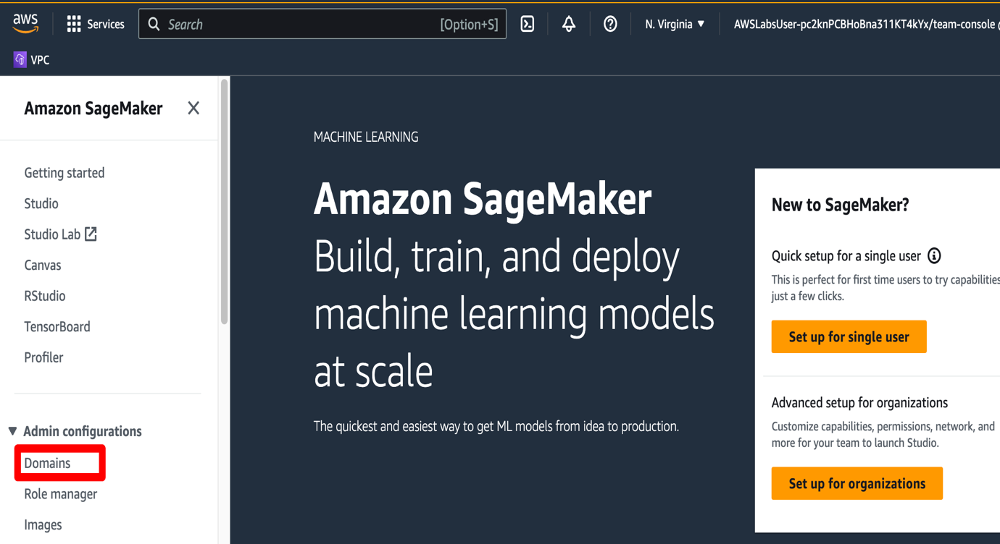 aws
Services
Search
[Option+S]
N. Virginia ▼
AWSLabsUser-pc2knPCBHoBna311KT4kYx/team-console
VPC
Amazon SageMaker
Getting started
Studio
Studio Lab
Canvas
RStudio
TensorBoard
Profiler
▼ Admin configurations
Domains
Role manager
Images
MACHINE LEARNING
Amazon SageMaker
Build, train, and deploy
machine learning models
at scale
The quickest and easiest way to get ML models from idea to production.
New to SageMaker?
Quick setup for a single user
This is perfect for first time users to try capabilities
just a few clicks.
Set up for single user
Advanced setup for organizations
Customize capabilities, permissions, network, and
more for your team to launch Studio.
Set up for organizations